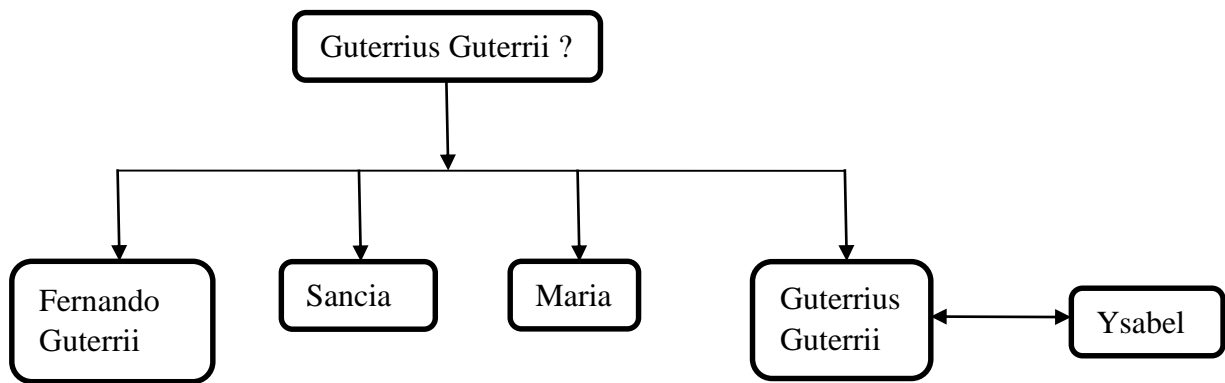 Guterrius Guterrii ?
Fernando
Guterrii
Sancia
Maria
Guterrius
Guterrii
Ysabel